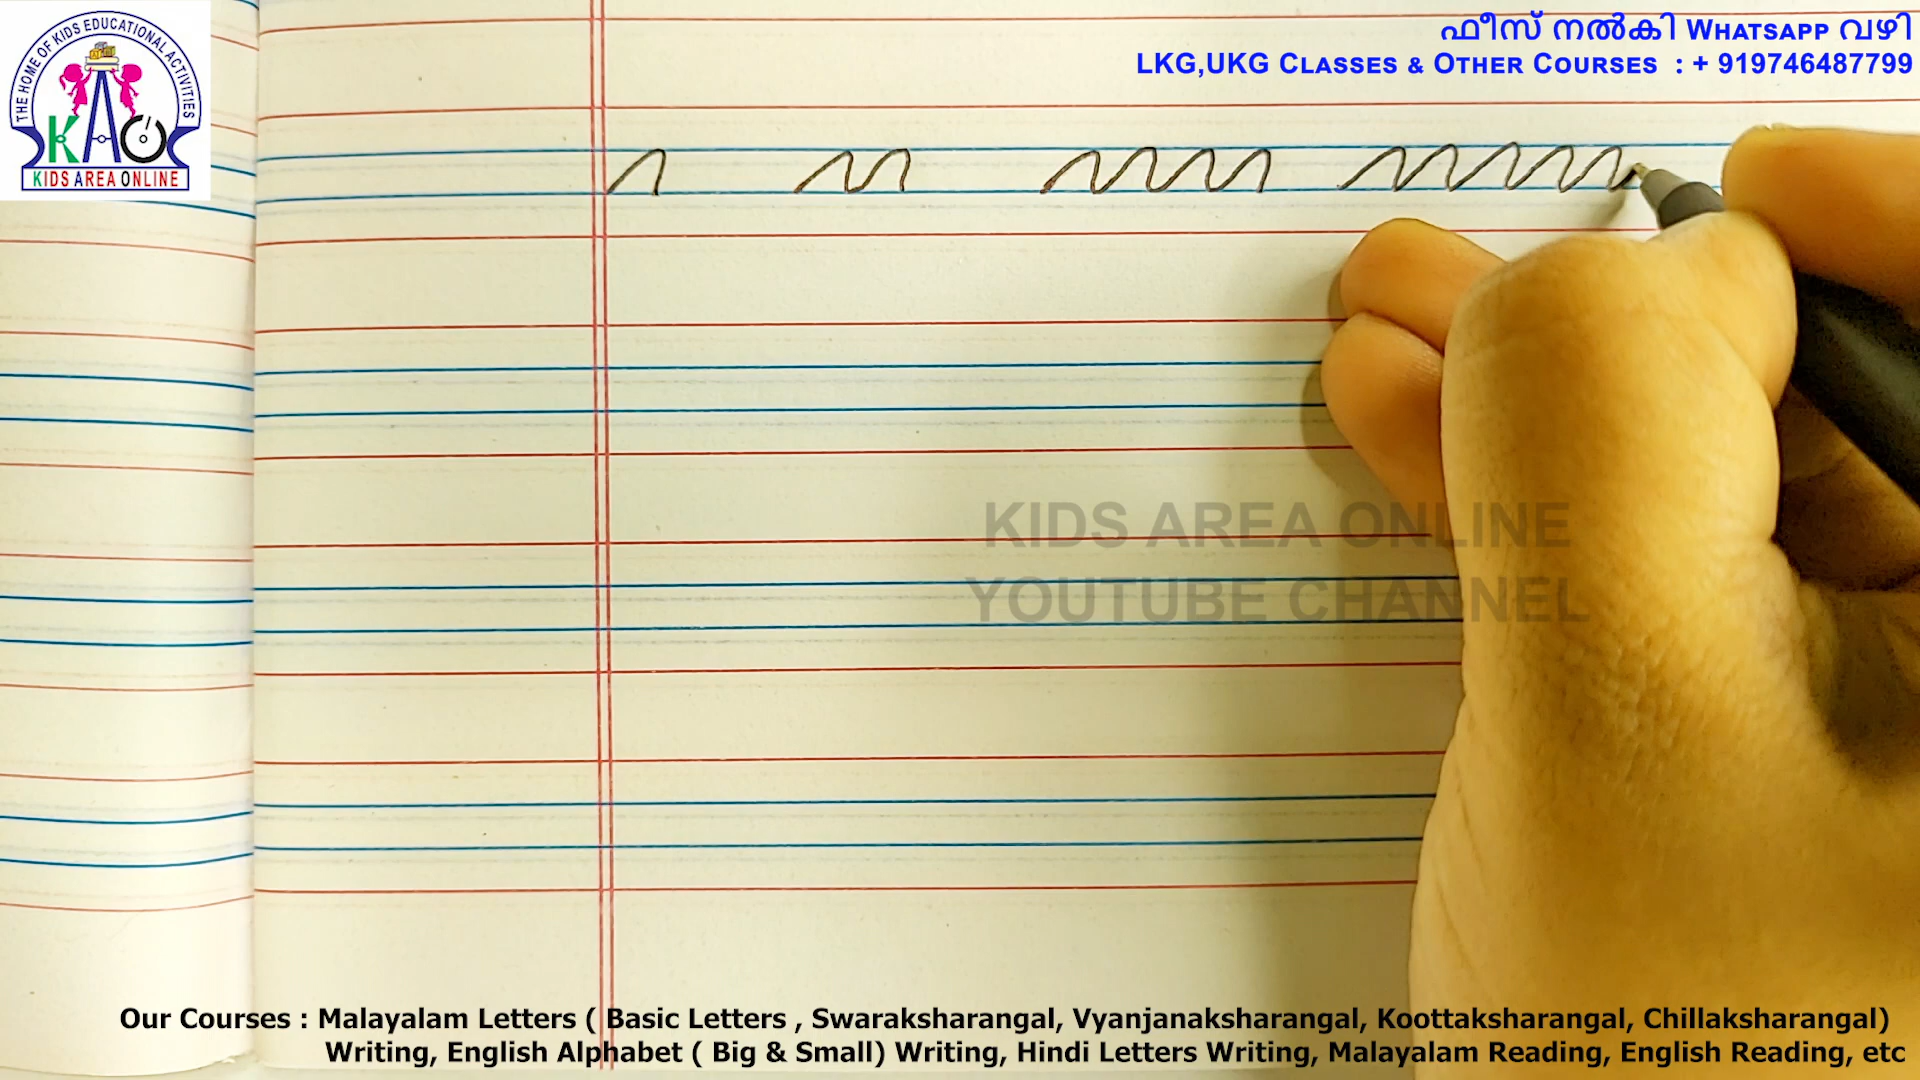 THE HOME OF KIDS EDUCATIONAL ACTIVITIES
KAO
KIDS AREA ONLINE
ഫീസ് നൽകി WHATSAPP വഴി
LKG,UKG CLASSES & OTHER COURSES : + 919746487799
KIDS AREA ONLINE
YOUTUBE CHANNEL
Our Courses : Malayalam Letters ( Basic Letters , Swaraksharangal, Vyanjanaksharangal, Koottaksharangal, Chillaksharangal)
Writing, English Alphabet ( Big & Small) Writing, Hindi Letters Writing, Malayalam Reading, English Reading, etc